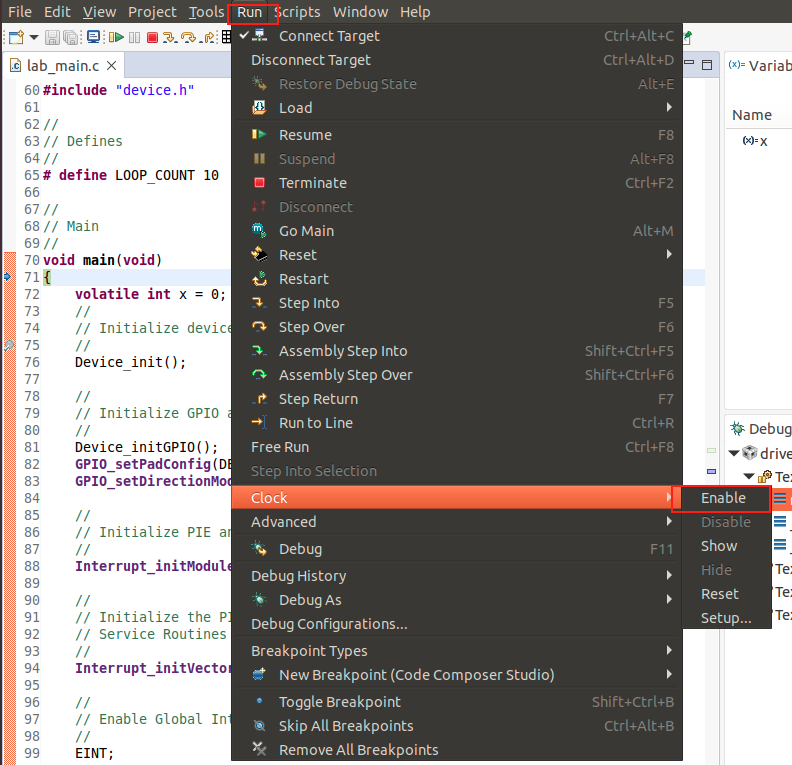 File Edit View Project Tools Run Scripts Window Help
lab_main.c
60 #include "device.h"
61
62 //
63 // Defines
64 //
65 # define LOOP_COUNT 10
66
67 //
68 // Main
69 //
70 void main(void)
71 {
72 volatile int x = 0;
73 //
74 // Initialize device
75 //
76 Device_init();
77
78 //
79 // Initialize GPIO a
80 //
81 Device_initGPIO();
82 GPIO_setPadConfig(DE
83 GPIO_setDirectionMod
84
85 //
86 // Initialize PIE an
87 //
88 Interrupt_initModule
89
90 //
91 // Initialize the PI
92 // Service Routines
93 //
94 Interrupt_initVector
95
96 //
97 // Enable Global Int
98 //
99 EINT;
Connect Target Ctrl+Alt+C
Disconnect Target Ctrl+Alt+D
Restore Debug State Alt+E
Load
Resume F8
Suspend Alt+F8
Terminate Ctrl+F2
Disconnect
Go Main Alt+M
Reset
Restart
Step Into F5
Step Over F6
Assembly Step Into Shift+Ctrl+F5
Assembly Step Over Shift+Ctrl+F6
Step Return F7
Run to Line Ctrl+R
Free Run Ctrl+F8
Step Into Selection
Clock
Advanced
Debug F11
Debug History
Debug As
Debug Configurations...
Breakpoint Types
New Breakpoint (Code Composer Studio)
Toggle Breakpoint Shift+Ctrl+B
Skip All Breakpoints Ctrl+Alt+B
Remove All Breakpoints
Enable
Disable
Show
Hide
Reset
Setup...
(x)= Variab
Name
(x)= x
Debug
drive
Tex
Tex
Tex
Tex